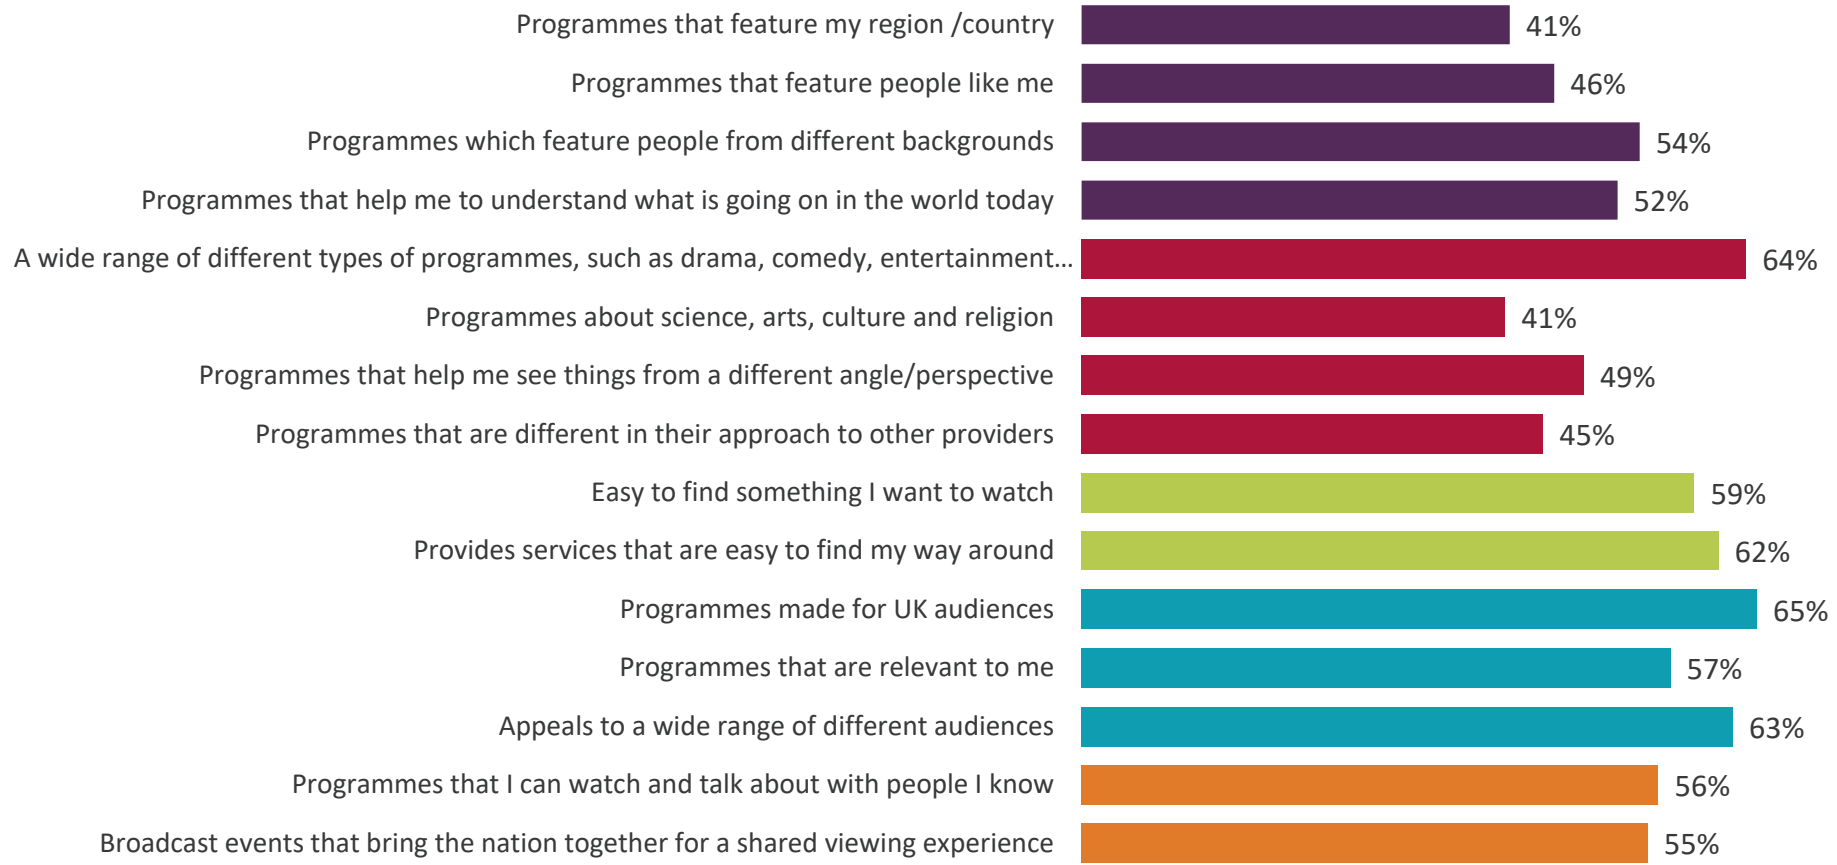 Programmes that feature my region /country 41%
Programmes that feature people like me 46%
Programmes which feature people from different backgrounds 54%
Programmes that help me to understand what is going on in the world today 52%
A wide range of different types of programmes, such as drama, comedy, entertainment... 64%
Programmes about science, arts, culture and religion 41%
Programmes that help me see things from a different angle/perspective 49%
Programmes that are different in their approach to other providers 45%
Easy to find something I want to watch 59%
Provides services that are easy to find my way around 62%
Programmes made for UK audiences 65%
Programmes that are relevant to me 57%
Appeals to a wide range of different audiences 63%
Programmes that I can watch and talk about with people I know 56%
Broadcast events that bring the nation together for a shared viewing experience 55%